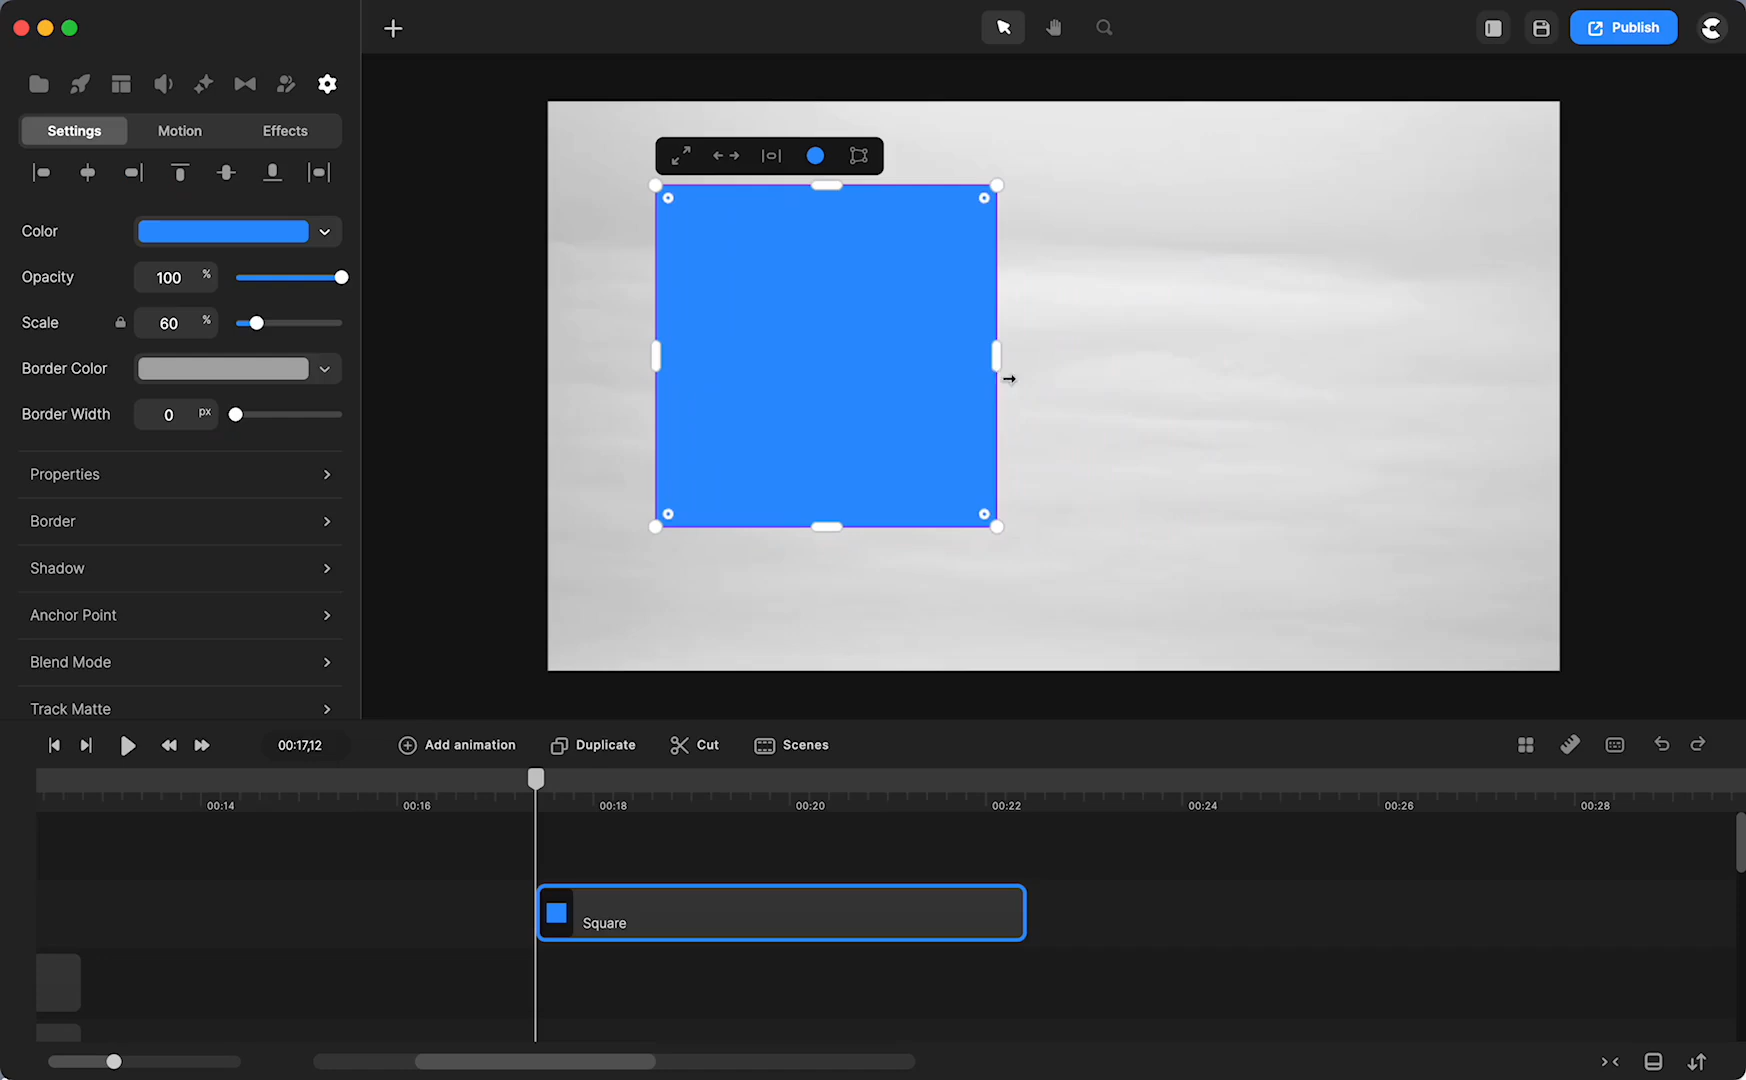 Publish
Settings
Motion
Effects
Color
Opacity
100 %
Scale
60 %
Border Color
Border Width
0 px
Properties
Border
Shadow
Anchor Point
Blend Mode
Track Matte
00:17,12
Add animation
Duplicate
Cut
Scenes
00:14
00:16
00:18
00:20
00:22
00:24
00:26
00:28
Square